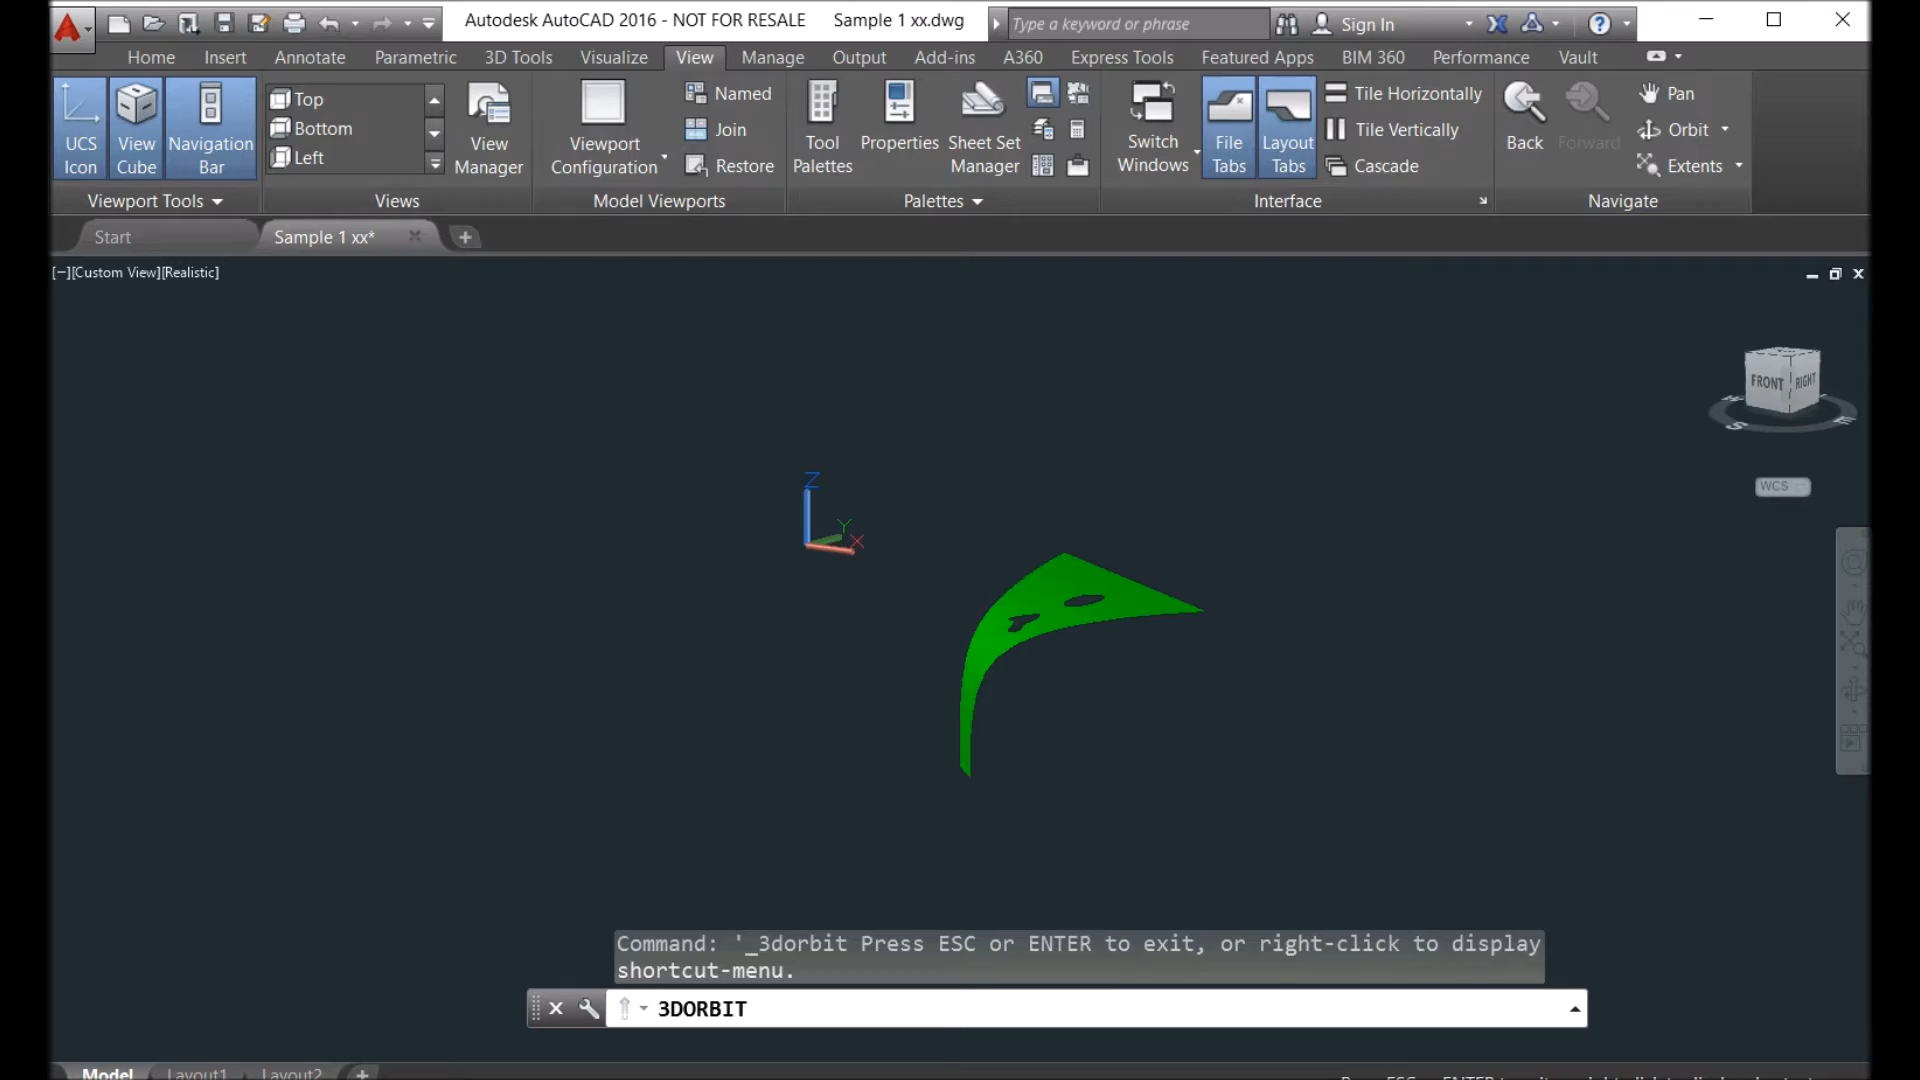 Autodesk AutoCAD 2016 - NOT FOR RESALE Sample 1 xx.dwg
Type a keyword or phrase
Sign In
Home Insert Annotate Parametric 3D Tools Visualize View Manage Output Add-ins A360 Express Tools Featured Apps BIM 360 Performance Vault
UCS Icon
View Cube
Navigation Bar
Top
Bottom
Left
View Manager
Viewport Configuration
Named
Join
Restore
Tool Palettes
Properties
Sheet Set Manager
Switch Windows
File Tabs
Layout Tabs
Tile Horizontally
Tile Vertically
Cascade
Back
Forward
Pan
Orbit
Extents
Viewport Tools Views Model Viewports Palettes Interface Navigate
Start Sample 1 xx*
[−][Custom View][Realistic]
FRONT RIGHT
S E
WCS
Z
Y
X
Command: '_3dorbit Press ESC or ENTER to exit, or right-click to display
shortcut-menu.
3DORBIT
Model Layout1 Layout2